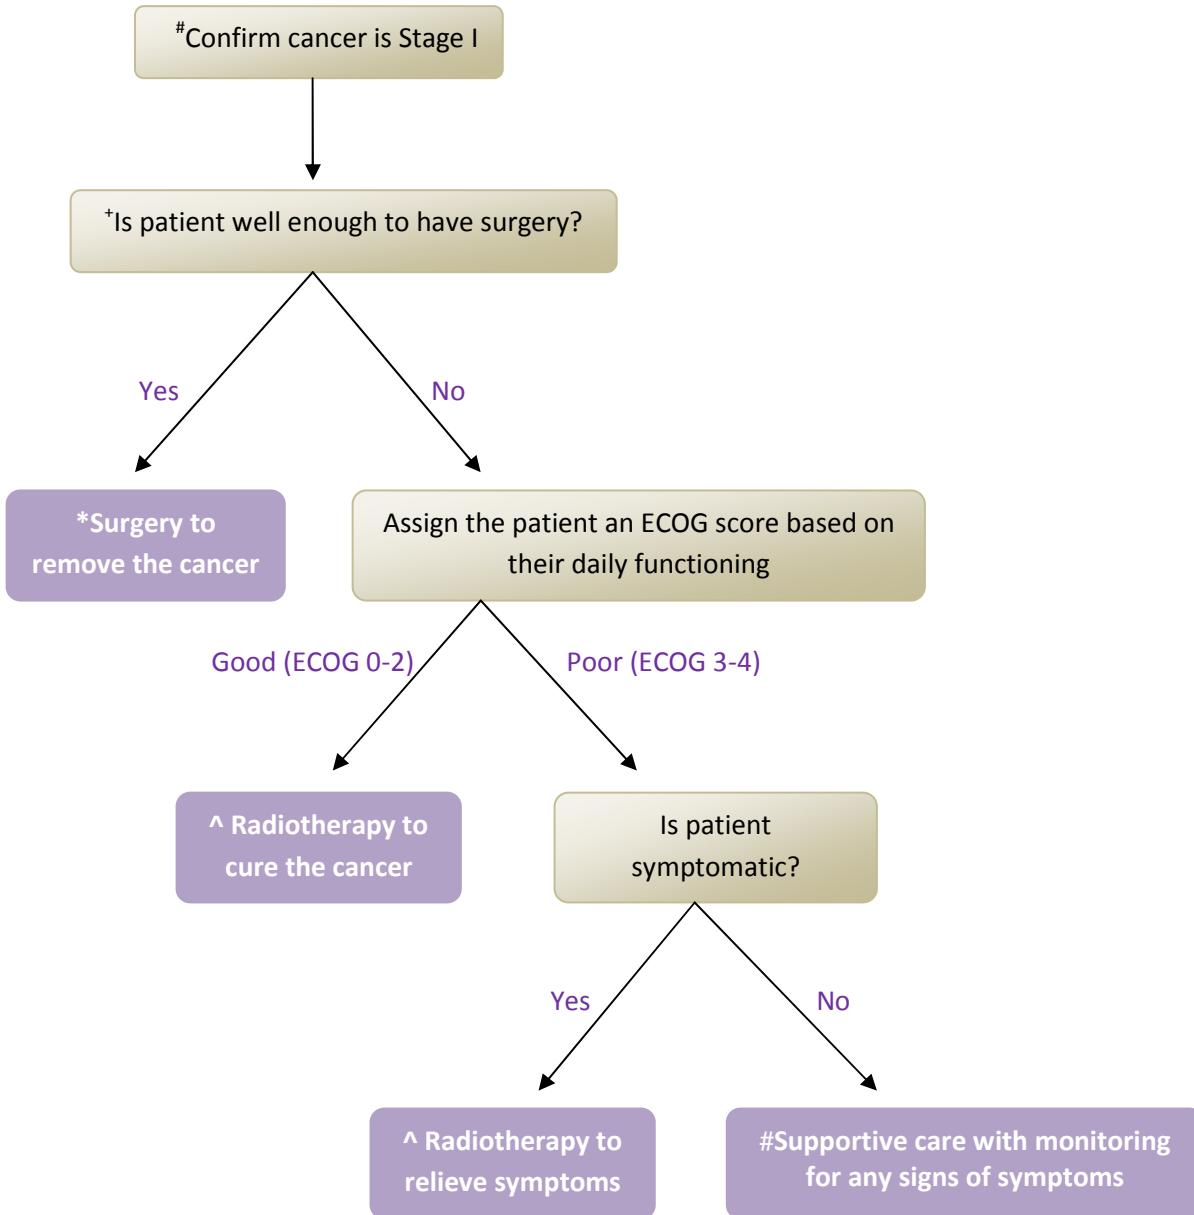 #Confirm cancer is Stage I
+Is patient well enough to have surgery?
Yes
No
*Surgery to
remove the cancer
Assign the patient an ECOG score based on
their daily functioning
Good (ECOG 0-2)
Poor (ECOG 3-4)
^ Radiotherapy to
cure the cancer
Is patient
symptomatic?
Yes
No
^ Radiotherapy to
relieve symptoms
#Supportive care with monitoring
for any signs of symptoms